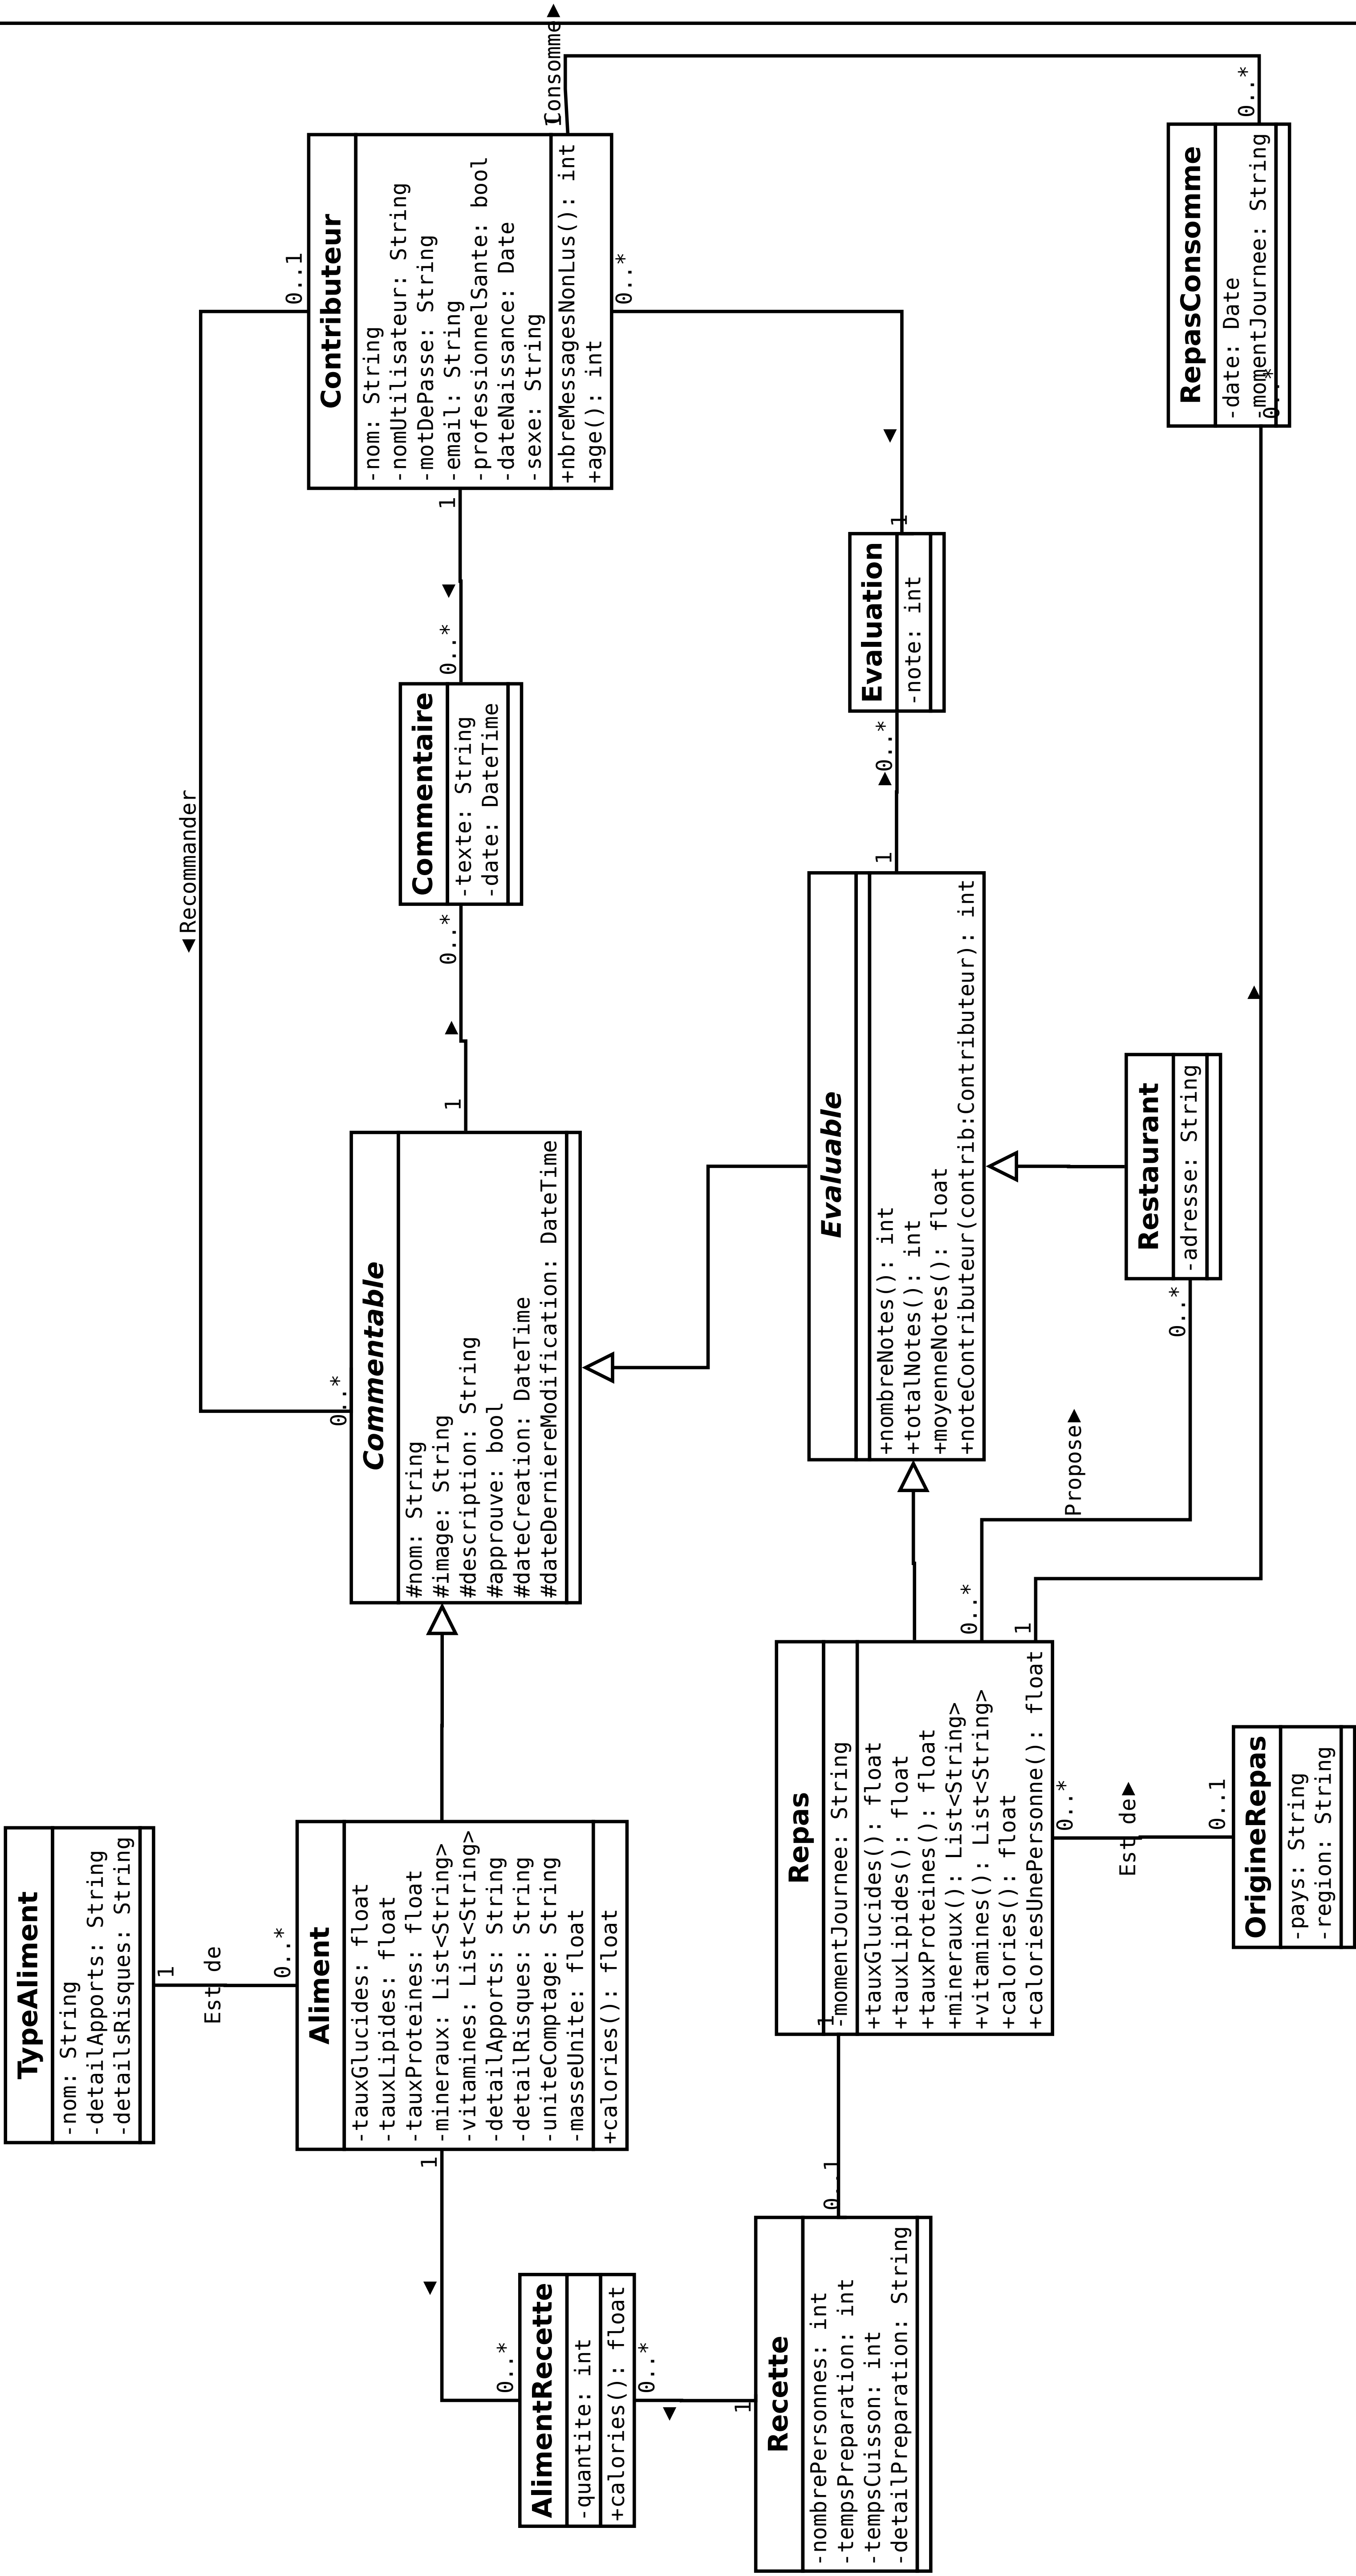 TypeAliment
-nom: String
-detailApports: String
-detailsRisques: String
1
Est de
0..*
Aliment
-tauxGlucides: float
-tauxLipides: float
-tauxProteines: float
-mineraux: List<String>
-vitamines: List<String>
-detailApports: String
-detailRisques: String
-uniteComptage: String
-masseUnite: float
+calories(): float
1
◀
0..*
AlimentRecette
-quantite: int
+calories(): float
0..*
◀
1
Recette
-nombrePersonnes: int
-tempsPreparation: int
-tempsCuisson: int
-detailPreparation: String
0..1
1
Repas
-momentJournee: String
+tauxGlucides(): float
+tauxLipides(): float
+tauxProteines(): float
+mineraux(): List<String>
+vitamines(): List<String>
+calories(): float
+caloriesUnePersonne(): float
0..*
Est de▶
0..1
OrigineRepas
-pays: String
-region: String
◀Recommander
0..*
0..1
Commentable
#nom: String
#image: String
#description: String
#approuve: bool
#dateCreation: DateTime
#dateDerniereModification: DateTime
1
▶
0..*
Commentaire
-texte: String
-date: DateTime
0..*
◀
1
Contributeur
-nom: String
-nomUtilisateur: String
-motDePasse: String
-email: String
-professionnelSante: bool
-dateNaissance: Date
-sexe: String
+nbreMesssagesNonLus(): int
+age(): int
1
Consomme▶
0..*
◀
1
Evaluation
-note: int
▶0..*
1
Evaluable
+nombreNotes(): int
+totalNotes(): int
+moyenneNotes(): float
+noteContributeur(contrib:Contributeur): int
0..*
Propose▶
0..*
Restaurant
-adresse: String
1
▶
0..*
RepasConsomme
-date: Date
-momentJournee: String
0..*